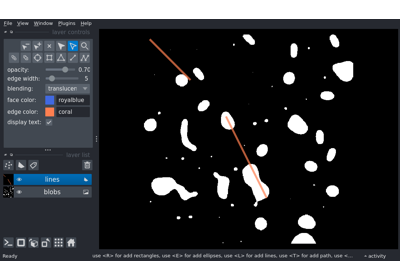 File View Window Plugins Help
layer controls
opacity: 0.70
edge width: 5
blending: translucen
face color: royalblue
edge color: coral
display text:
layer list
lines
blobs
Ready use <R> for add rectangles, use <E> for add ellipses, use <L> for add lines, use <T> for add path, use <... activity